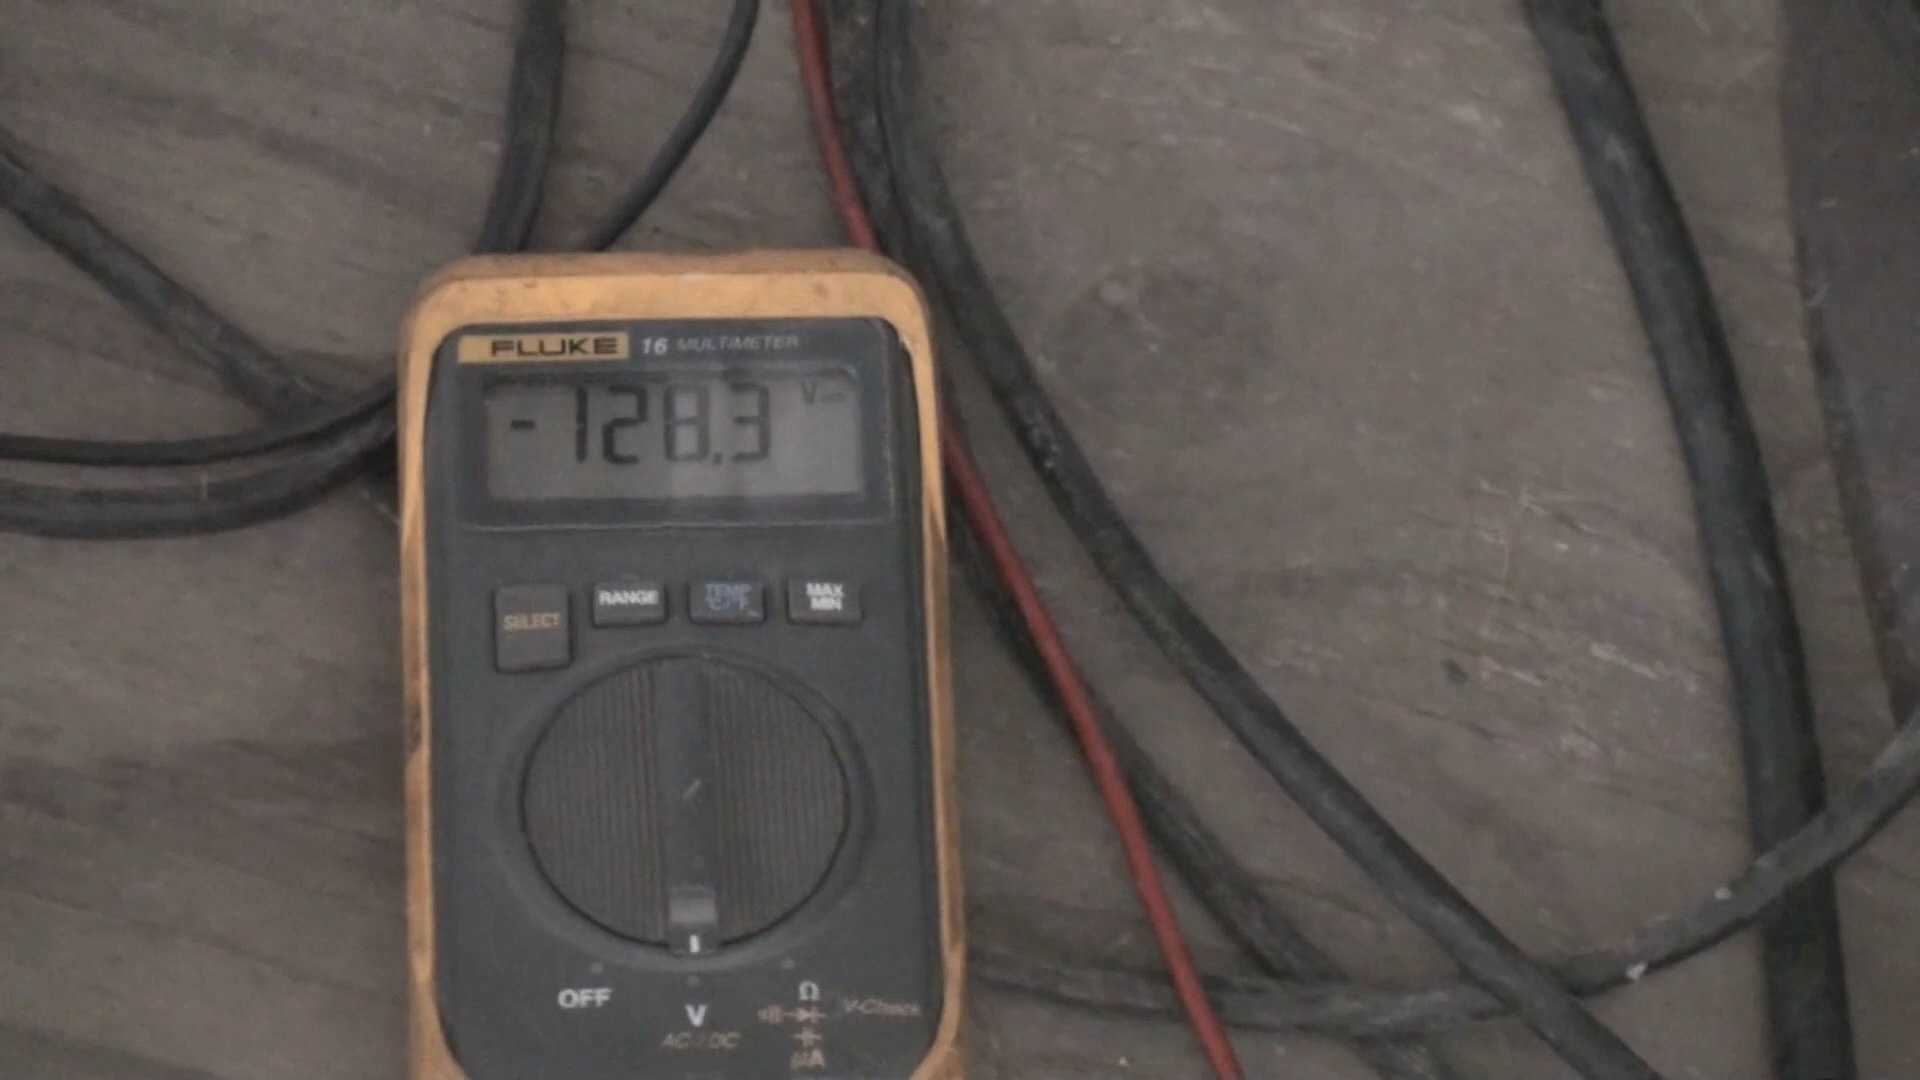 FLUKE 16 MULTIMETER
-128.3 V
SELECT RANGE TEMP °C/°F MAX MIN
OFF V Ω V-Check
AC/DC
µA